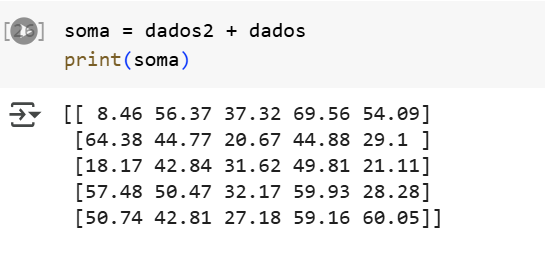 soma = dados2 + dados
print(soma)
[[ 8.46 56.37 37.32 69.56 54.09]
[64.38 44.77 20.67 44.88 29.1 ]
[18.17 42.84 31.62 49.81 21.11]
[57.48 50.47 32.17 59.93 28.28]
[50.74 42.81 27.18 59.16 60.05]]